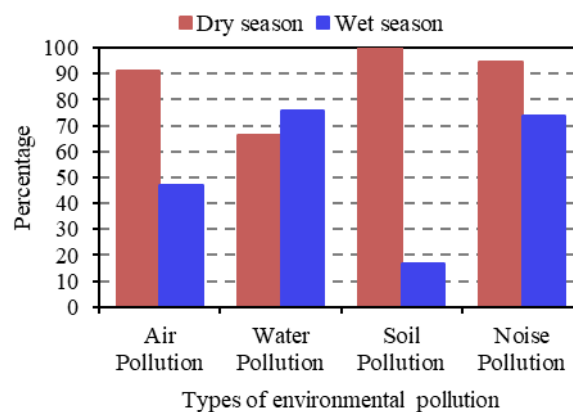 Dry season Wet season
100
90
80
70
60
50
40
30
20
10
0
Percentage
Air Pollution
Water Pollution
Soil Pollution
Noise Pollution
Types of environmental pollution